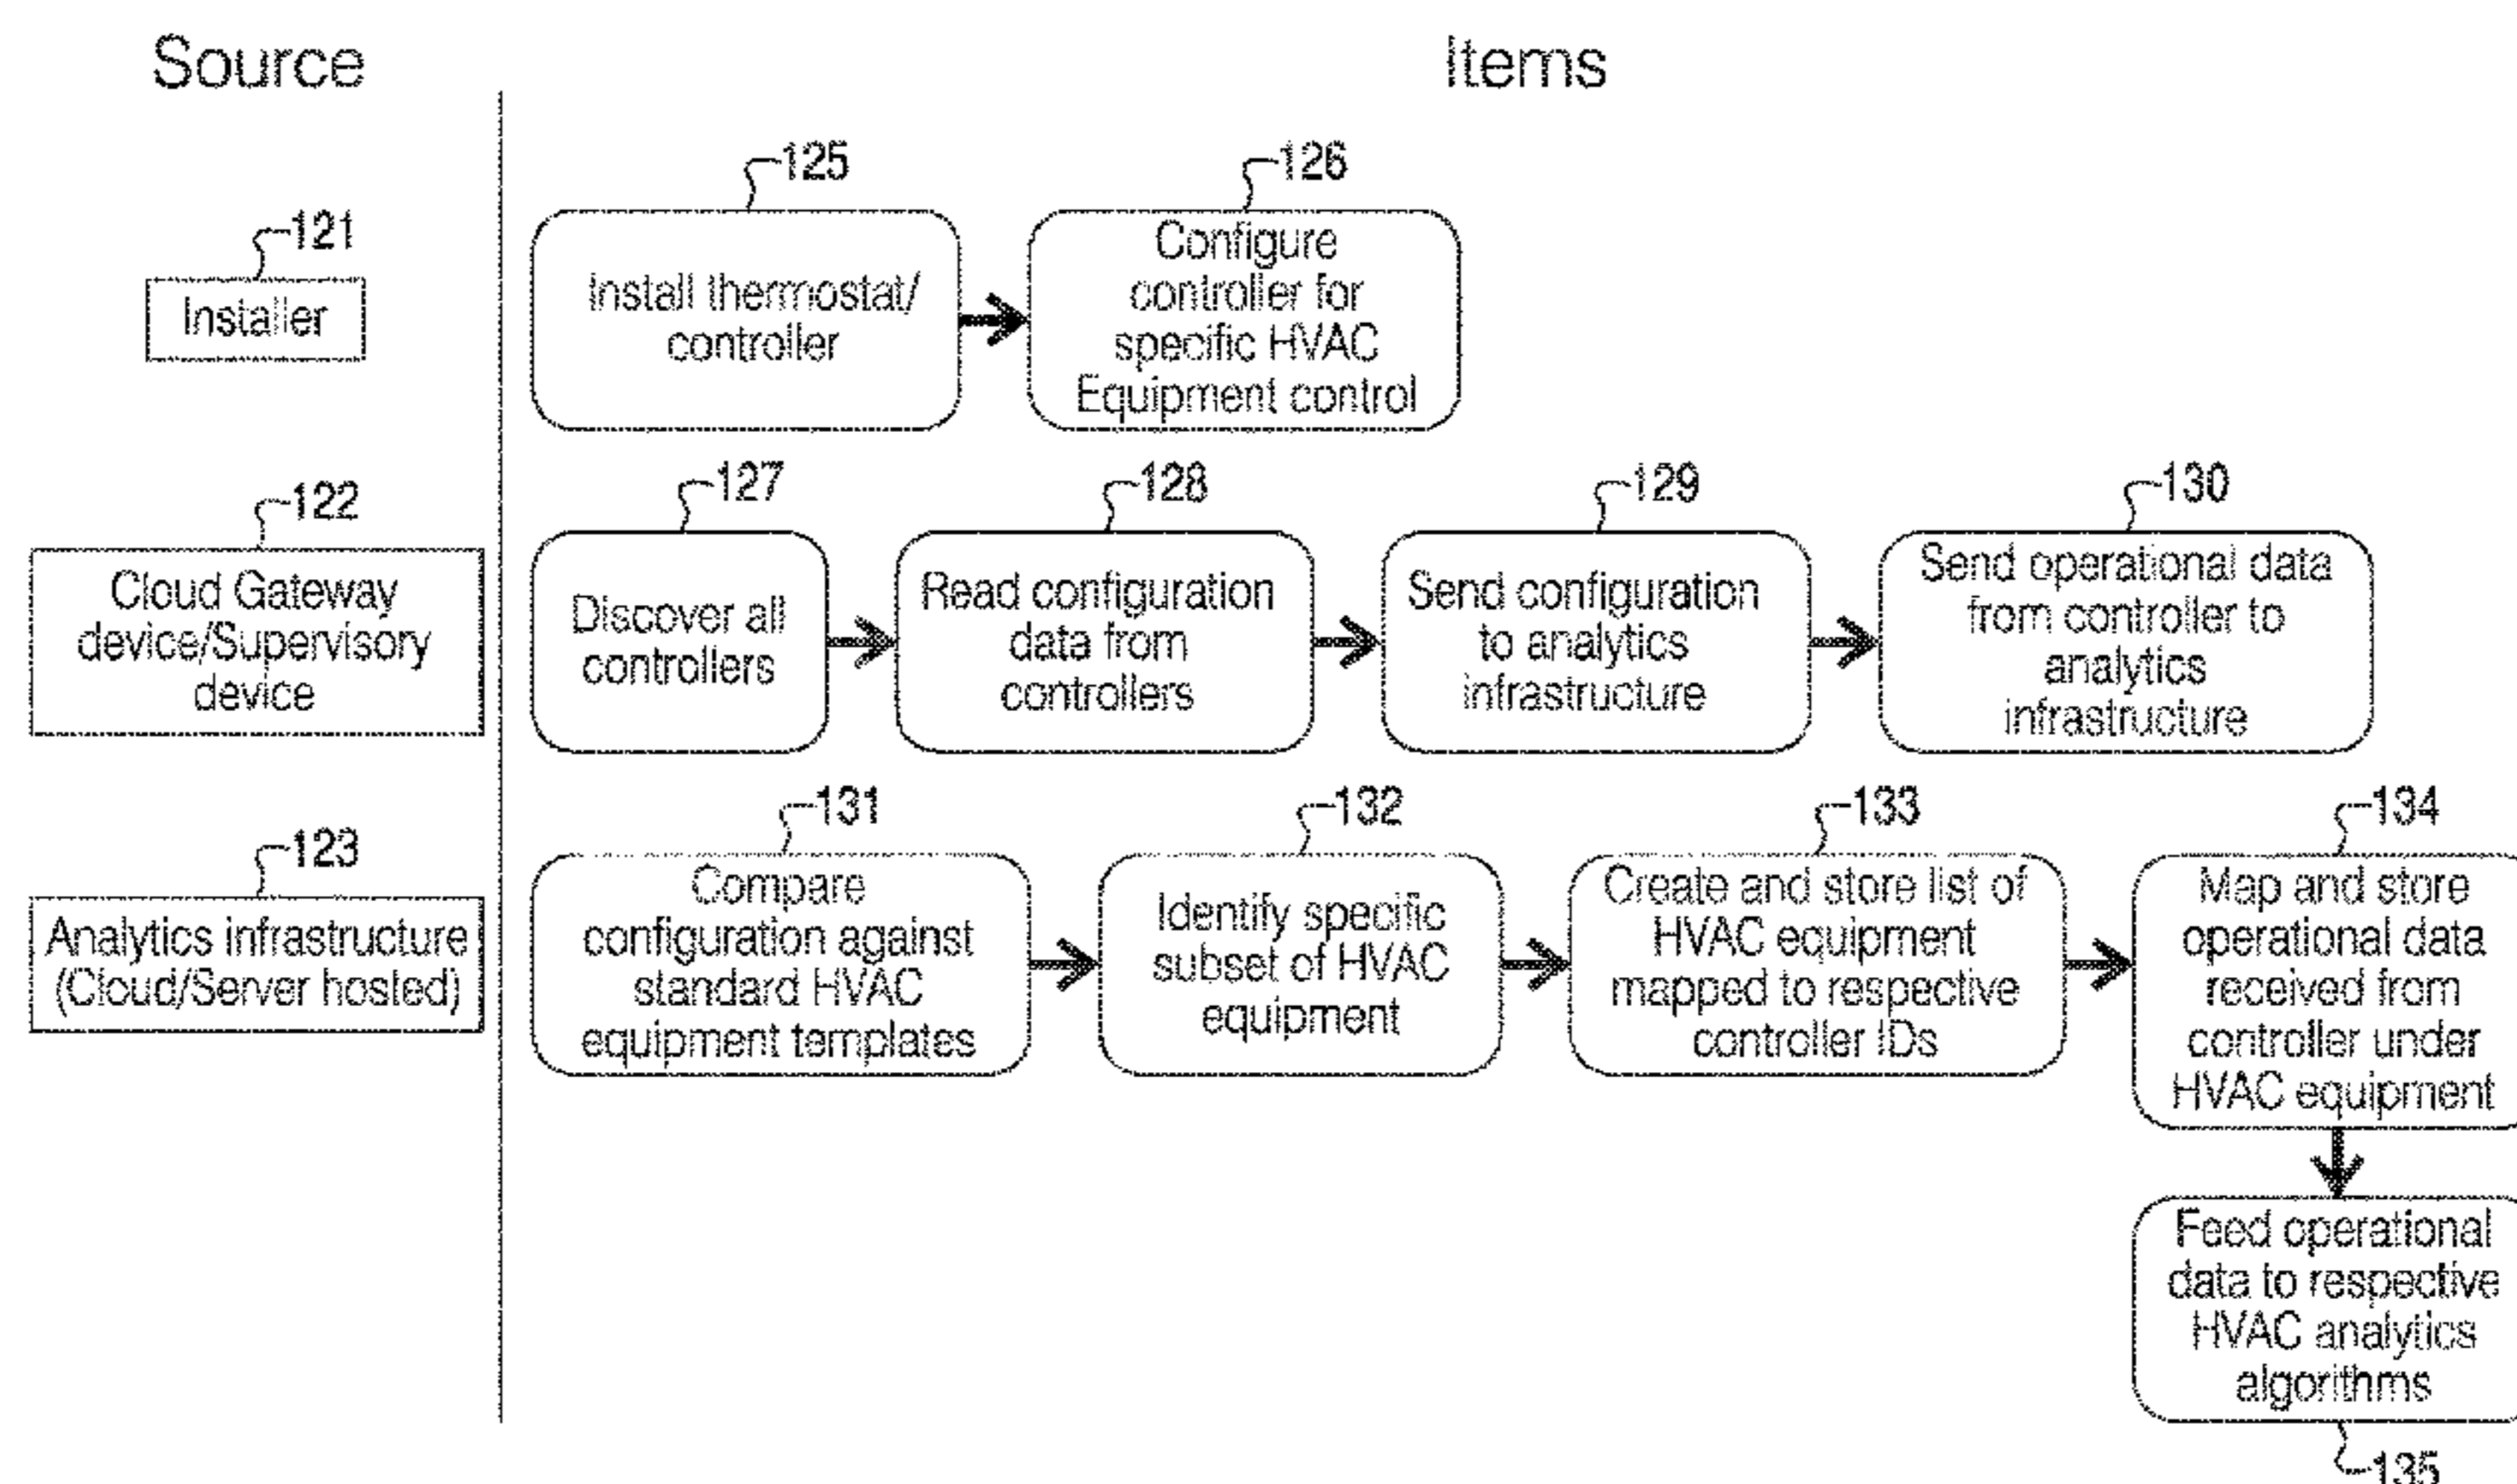 Source
Items
121
Installer
125
Install thermostat/
controller
126
Configure
controller for
specific HVAC
Equipment control
122
Cloud Gateway
device/Supervisory
device
127
Discover all
controllers
128
Read configuration
data from
controllers
129
Send configuration
to analytics
infrastructure
130
Send operational data
from controller to
analytics
infrastructure
123
Analytics infrastructure
(Cloud/Server hosted)
131
Compare
configuration against
standard HVAC
equipment templates
132
Identify specific
subset of HVAC
equipment
133
Create and store list of
HVAC equipment
mapped to respective
controller IDs
134
Map and store
operational data
received from
controller under
HVAC equipment
Feed operational
data to respective
HVAC analytics
algorithms
135